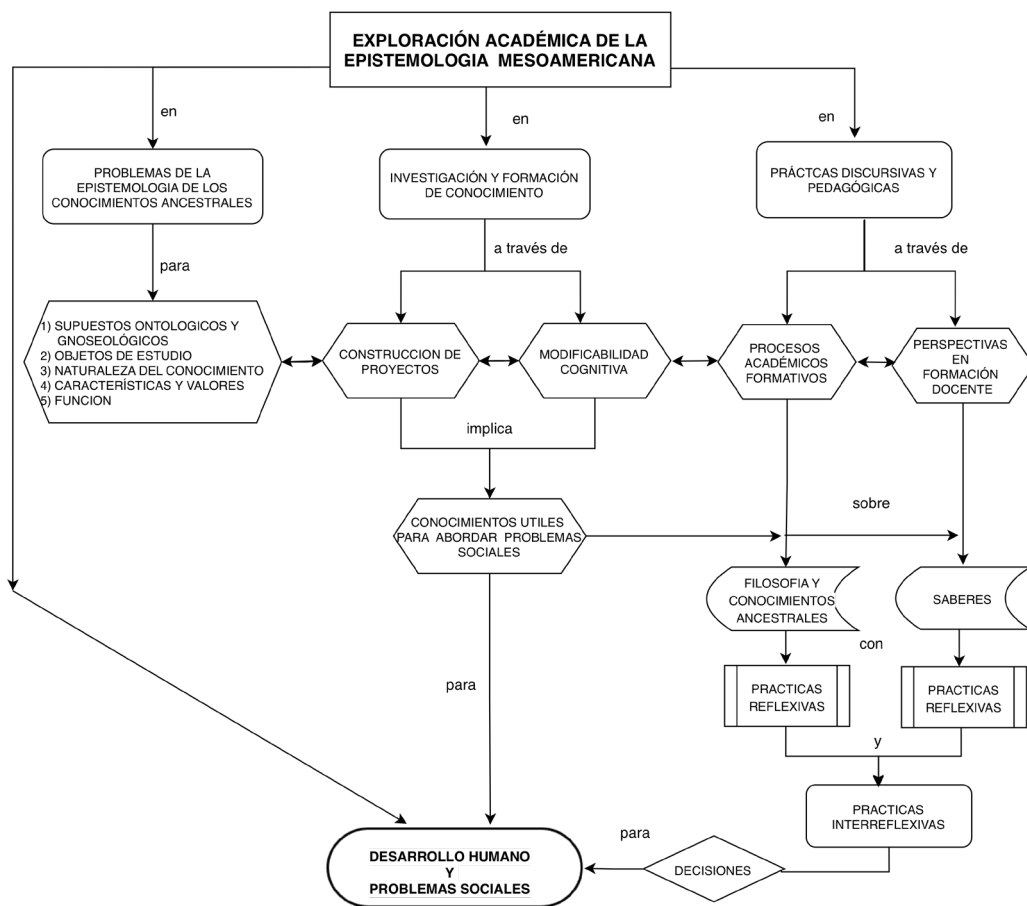 EXPLORACIÓN ACADÉMICA DE LA
EPISTEMOLOGIA MESOAMERICANA
en
en
en
PROBLEMAS DE LA
EPISTEMOLOGIA DE LOS
CONOCIMIENTOS ANCESTRALES
INVESTIGACIÓN Y FORMACIÓN
DE CONOCIMIENTO
PRÁCTCAS DISCURSIVAS Y
PEDAGÓGICAS
para
a través de
a través de
1) SUPUESTOS ONTOLOGICOS Y
GNOSEOLÓGICOS
2) OBJETOS DE ESTUDIO
3) NATURALEZA DEL CONOCIMIENTO
4) CARACTERÍSTICAS Y VALORES
5) FUNCION
CONSTRUCCION DE
PROYECTOS
MODIFICABILIDAD
COGNITIVA
PROCESOS
ACADÉMICOS
FORMATIVOS
PERSPECTIVAS
EN
FORMACIÓN
DOCENTE
implica
CONOCIMIENTOS UTILES
PARA ABORDAR PROBLEMAS
SOCIALES
sobre
FILOSOFIA Y
CONOCIMIENTOS
ANCESTRALES
SABERES
con
para
PRACTICAS
REFLEXIVAS
PRACTICAS
REFLEXIVAS
y
PRACTICAS
INTERREFLEXIVAS
para
DECISIONES
DESARROLLO HUMANO
Y
PROBLEMAS SOCIALES